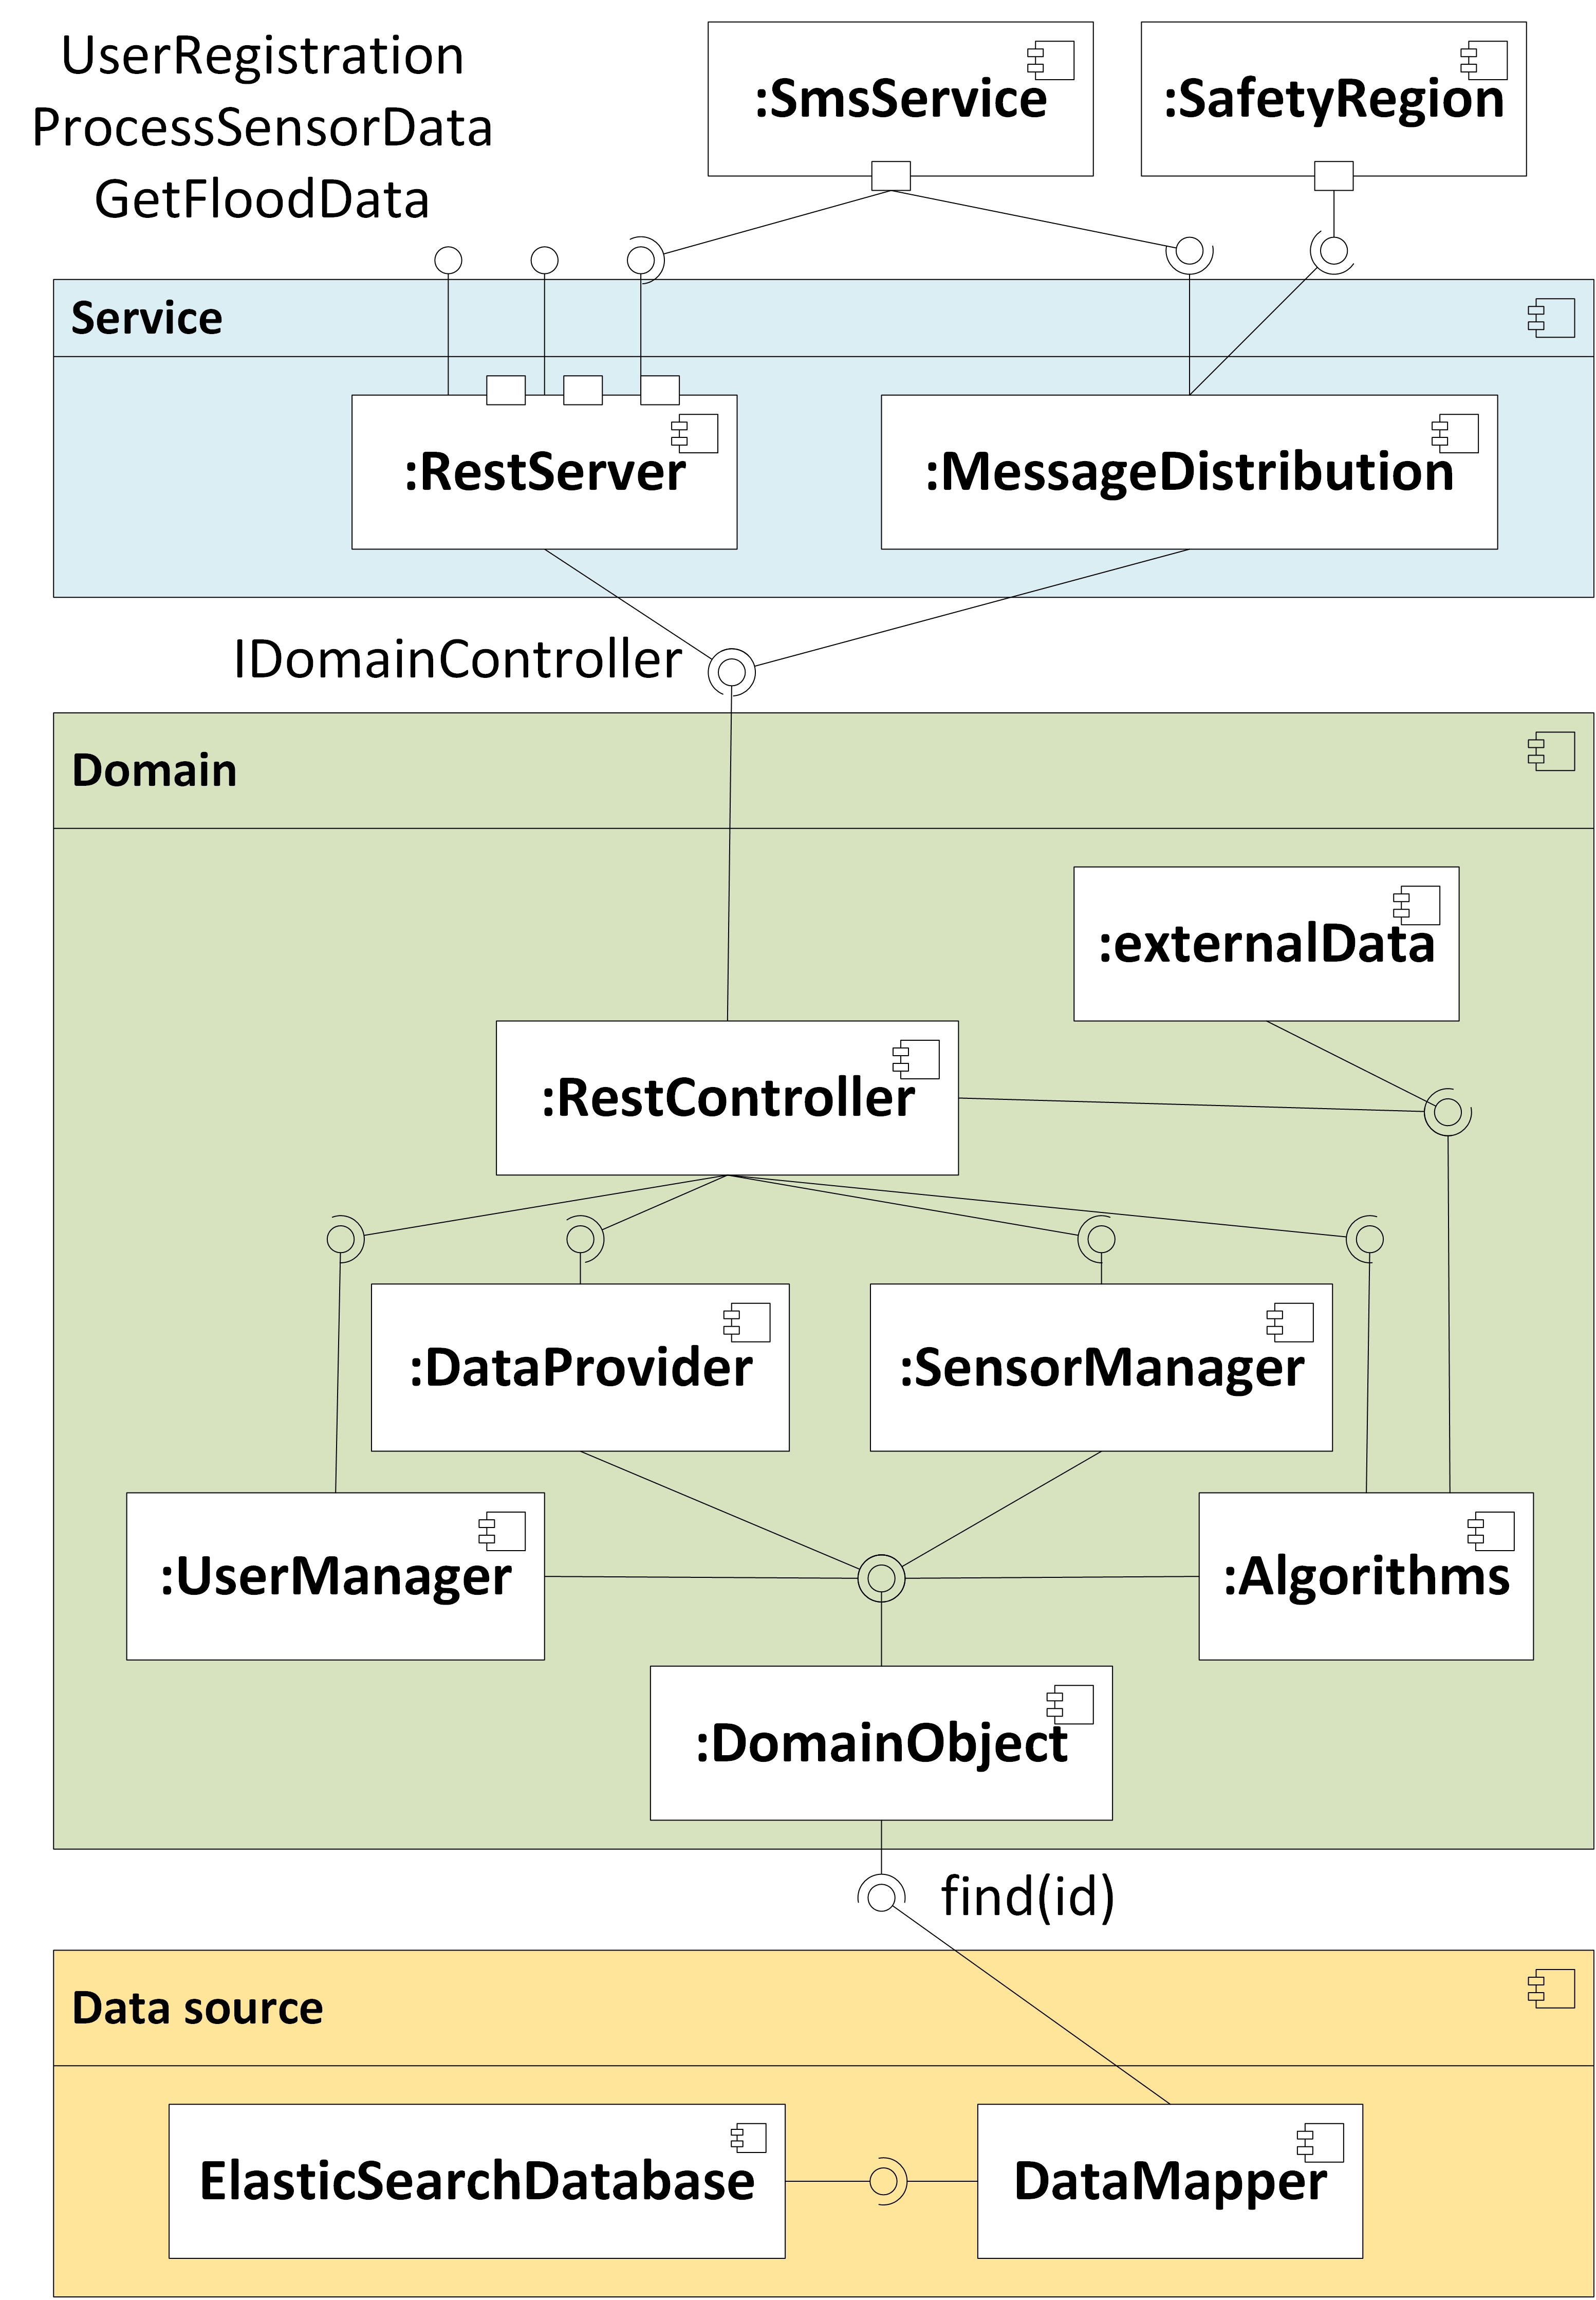 UserRegistration
ProcessSensorData
GetFloodData
:SmsService
:SafetyRegion
Service
:RestServer
:MessageDistribution
IDomainController
Domain
:externalData
:RestController
:DataProvider
:SensorManager
:UserManager
:Algorithms
:DomainObject
find(id)
Data source
ElasticSearchDatabase
DataMapper